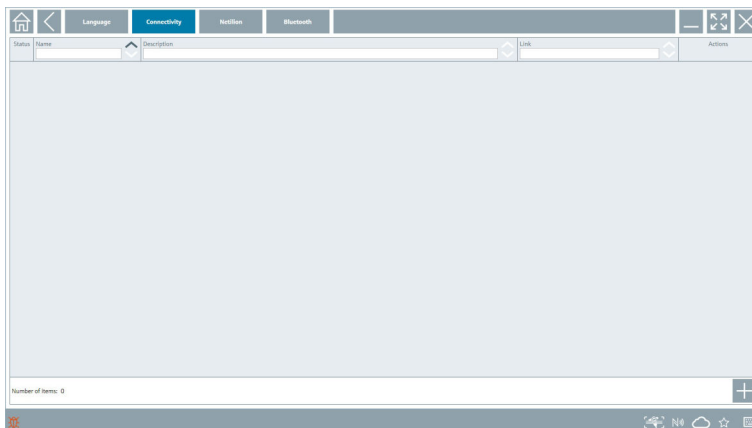 Language Connectivity Netilion Bluetooth
Status Name Description Link Actions
Number of Items: 0